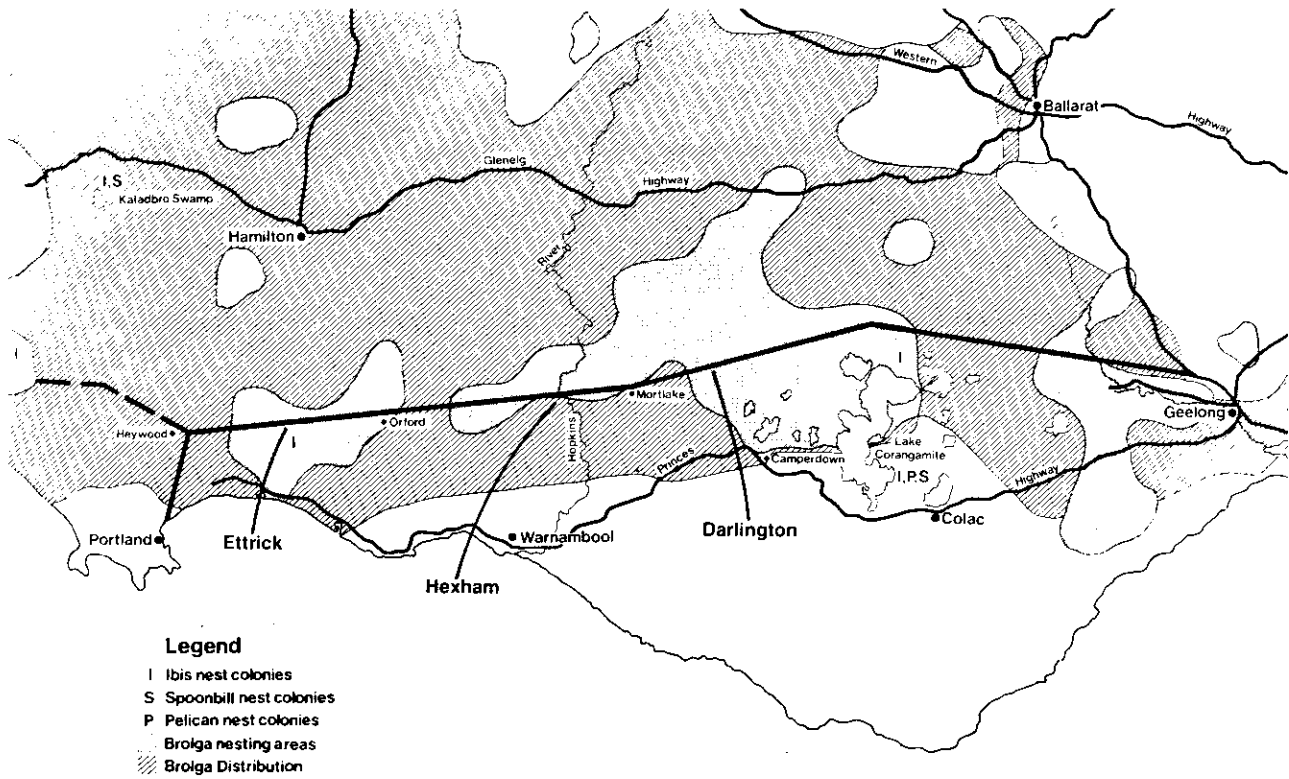 Western
Ballarat
Highway
Glenelg
Highway
I,S
Kaladbro Swamp
Hamilton
River
I
I
Mortlake
Heywood
Orford
I
Hopkins
Geelong
Lake
Corangamite
Princes
Camperdown
I,P,S
Highway
Colac
Portland
Ettrick
Warnambool
Darlington
Hexham
Legend
I Ibis nest colonies
S Spoonbill nest colonies
P Pelican nest colonies
Brolga nesting areas
Brolga Distribution